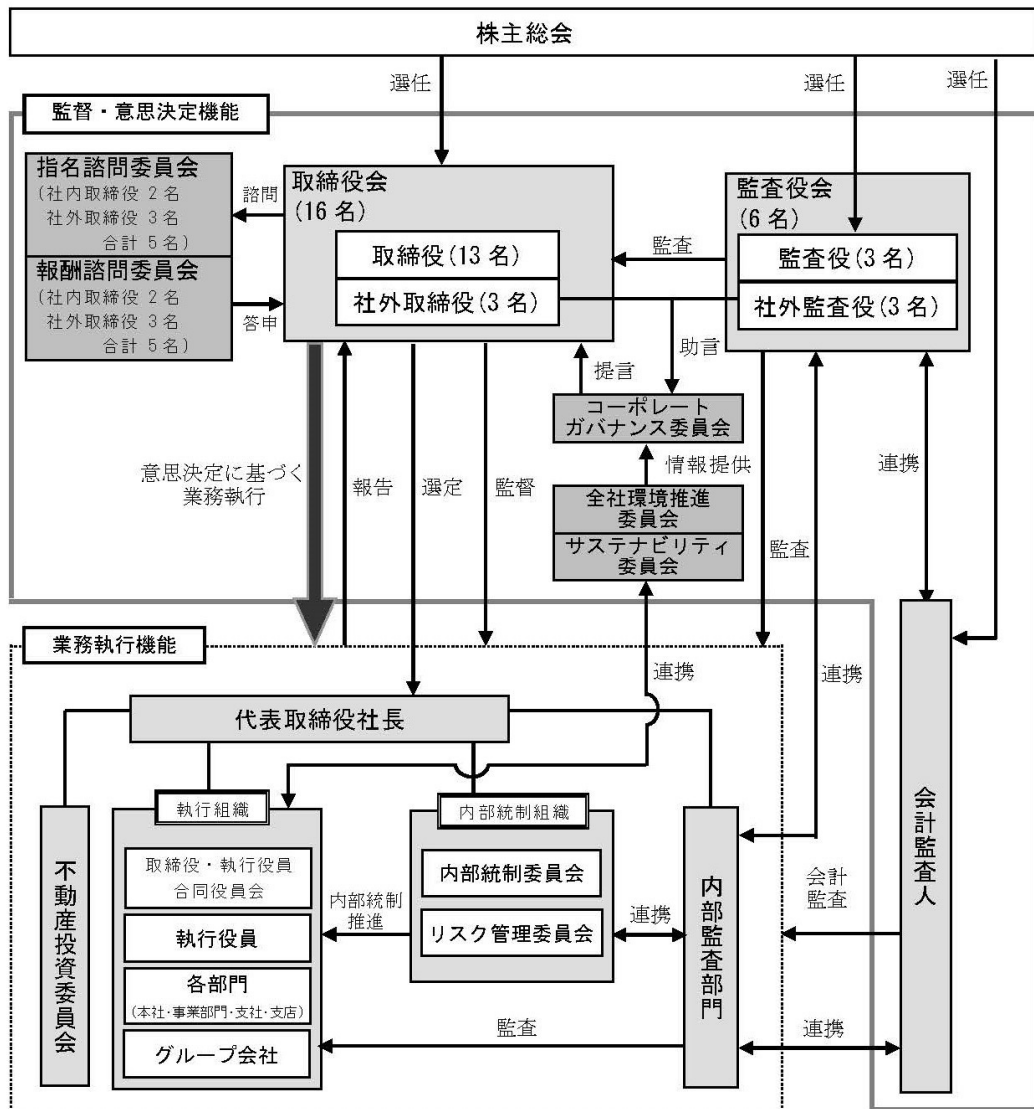 株主総会
選任
選任
選任
監督・意思決定機能
指名諮問委員会
(社内取締役 2 名
社外取締役 3 名
合計 5 名)
報酬諮問委員会
(社内取締役 2 名
社外取締役 3 名
合計 5 名)
諮問
答申
取締役会
(16 名)
取締役(13 名)
社外取締役(3 名)
監査
監査役会
(6 名)
監査役(3 名)
社外監査役(3 名)
提言
助言
コーポレート
ガバナンス委員会
情報提供
全社環境推進
委員会
サステナビリティ
委員会
意思決定に基づく
業務執行
報告
選定
監督
監査
連携
業務執行機能
連携
連携
代表取締役社長
不動産投資委員会
執行組織
取締役・執行役員
合同役員会
執行役員
各部門
(本社・事業部門・支社・支店)
グループ会社
内部統制
推進
内部統制組織
内部統制委員会
リスク管理委員会
連携
監査
内部監査部門
会計
監査
連携
会計監査人